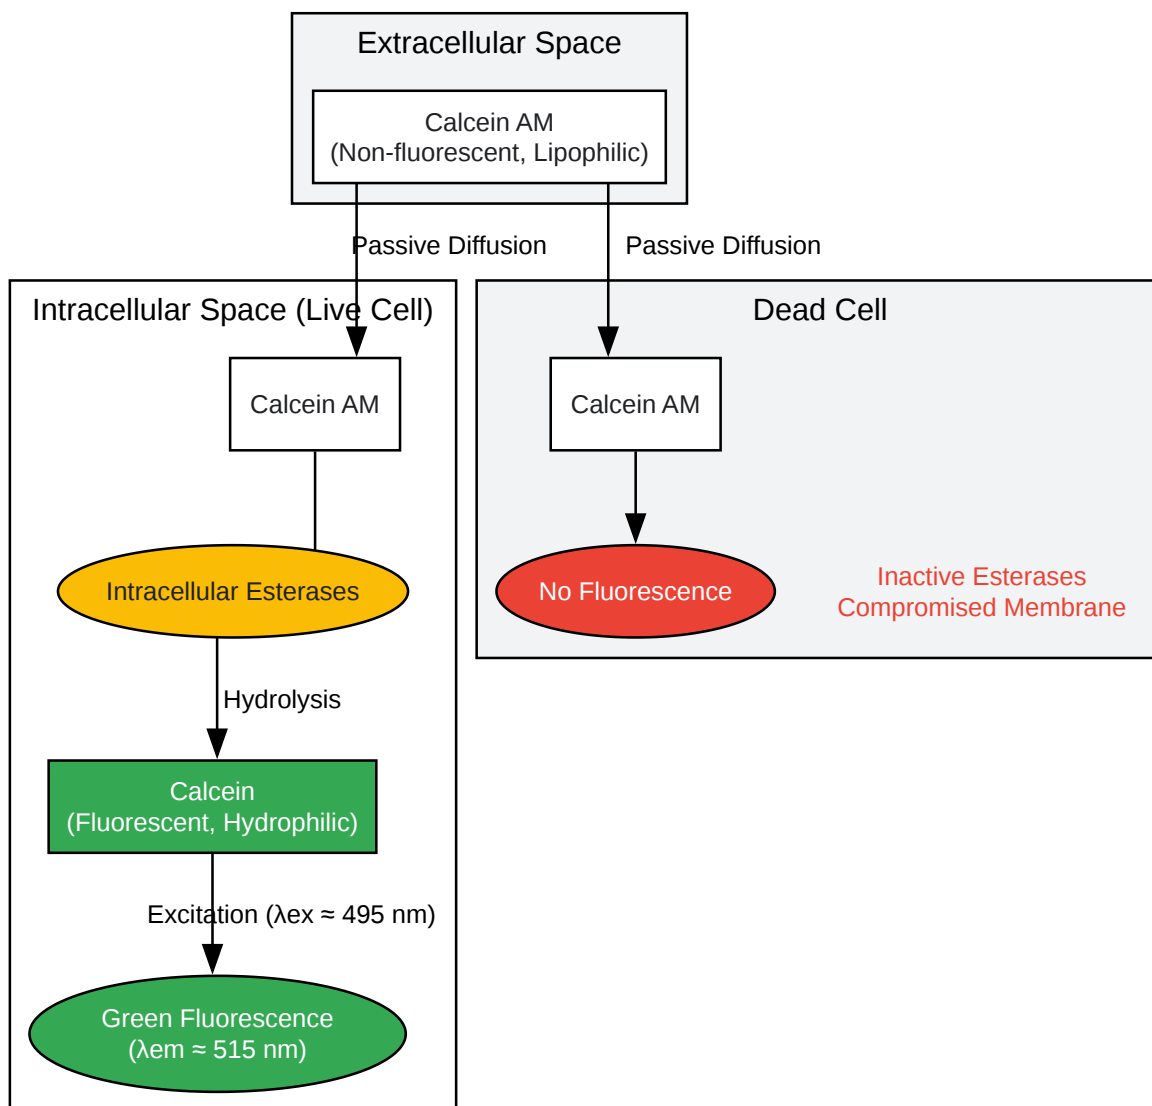 Extracellular Space
Calcein AM
(Non-fluorescent, Lipophilic)
Passive Diffusion
Passive Diffusion
Intracellular Space (Live Cell)
Calcein AM
Intracellular Esterases
Hydrolysis
Calcein
(Fluorescent, Hydrophilic)
Excitation (λex ≈ 495 nm)
Green Fluorescence
(λem ≈ 515 nm)
Dead Cell
Calcein AM
No Fluorescence
Inactive Esterases
Compromised Membrane